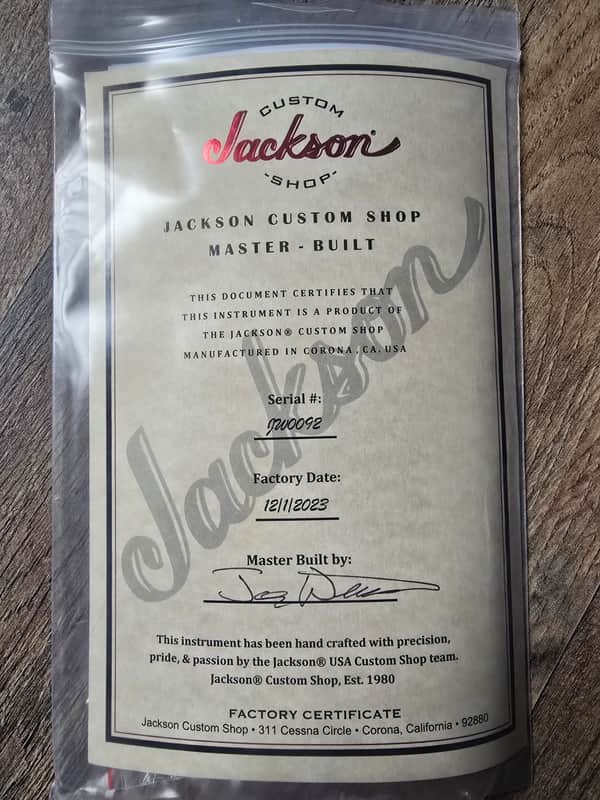 CUSTOM
Jackson®
-SHOP-
JACKSON CUSTOM SHOP
MASTER - BUILT
THIS DOCUMENT CERTIFIES THAT
THIS INSTRUMENT IS A PRODUCT OF
THE JACKSON® CUSTOM SHOP
MANUFACTURED IN CORONA, CA. USA
Jackson
Serial #:
JW0092
Factory Date:
12/1/2023
Master Built by:
This instrument has been hand crafted with precision,
pride, & passion by the Jackson® USA Custom Shop team.
Jackson® Custom Shop, Est. 1980
FACTORY CERTIFICATE
Jackson Custom Shop • 311 Cessna Circle • Corona, California • 92880